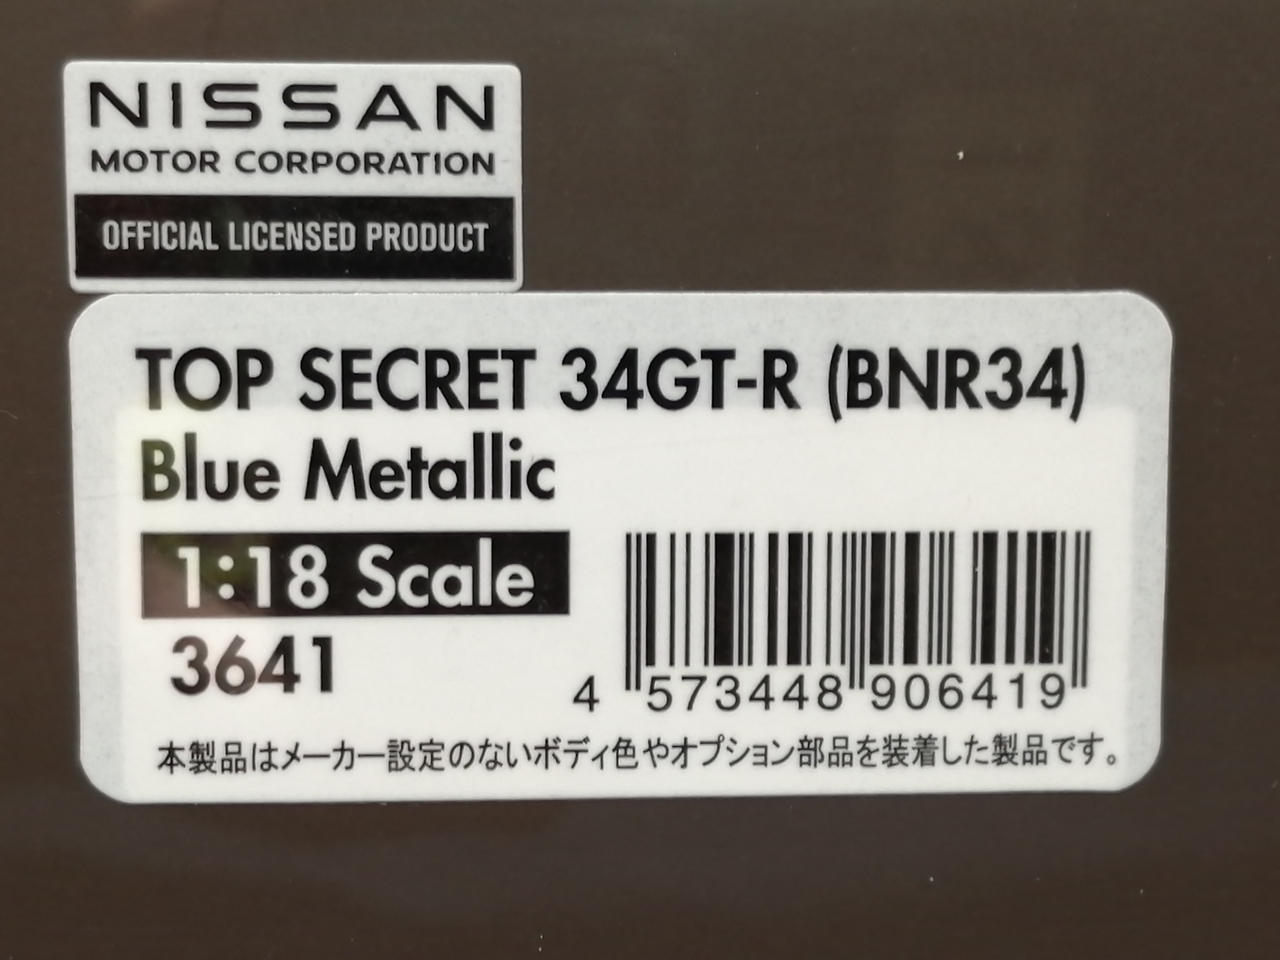 NISSAN
MOTOR CORPORATION
OFFICIAL LICENSED PRODUCT
TOP SECRET 34GT-R (BNR34)
Blue Metallic
1:18 Scale
3641
4 573448 906419
本製品はメーカー設定のないボディ色やオプション部品を装着した製品です。